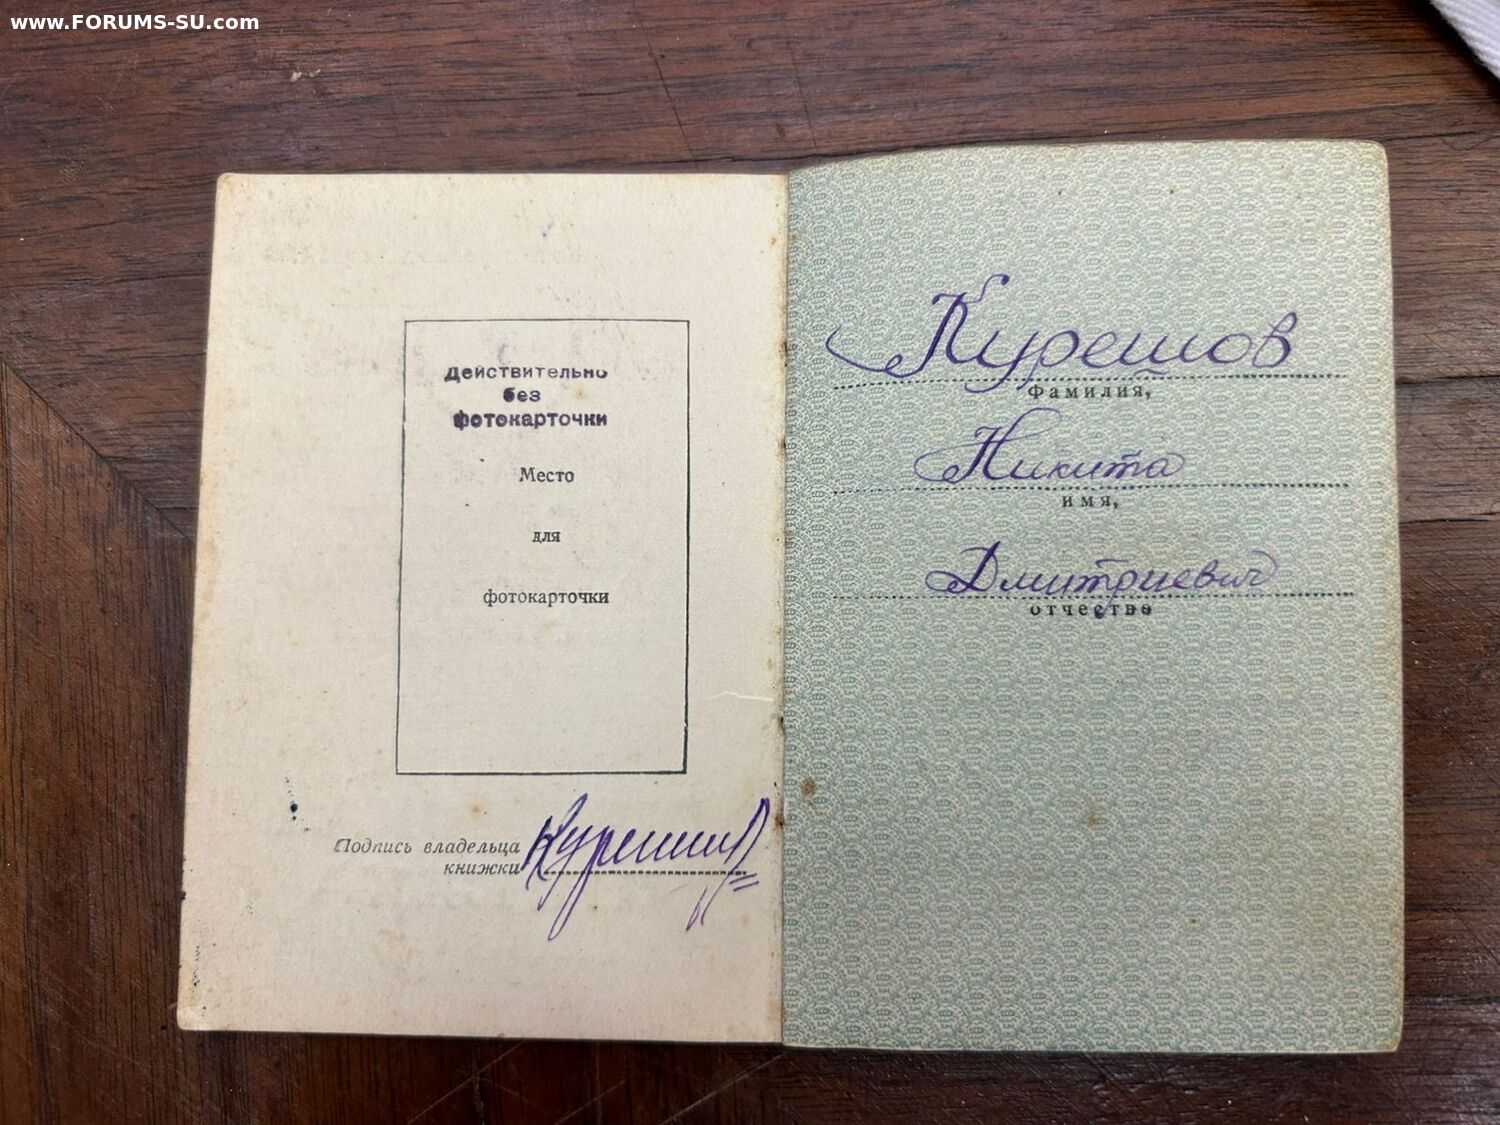 www.FORUMS-SU.com
Действительно
без
фотокарточки
Место
для
фотокарточки
Подпись владельца
книжки
Курешов
Фамилия,
Никита
имя,
Дмитриевич
отчество